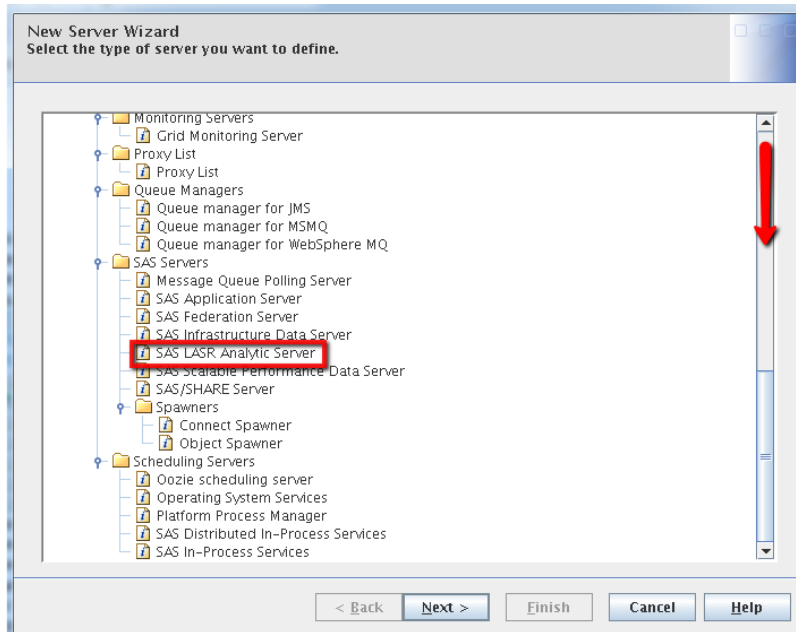 New Server Wizard
Select the type of server you want to define.
Monitoring Servers
Grid Monitoring Server
Proxy List
Proxy List
Queue Managers
Queue manager for JMS
Queue manager for MSMQ
Queue manager for WebSphere MQ
SAS Servers
Message Queue Polling Server
SAS Application Server
SAS Federation Server
SAS Infrastructure Data Server
SAS LASR Analytic Server
SAS Scalable Performance Data Server
SAS/SHARE Server
Spawners
Connect Spawner
Object Spawner
Scheduling Servers
Oozie scheduling server
Operating System Services
Platform Process Manager
SAS Distributed In-Process Services
SAS In-Process Services
< Back Next > Finish Cancel Help